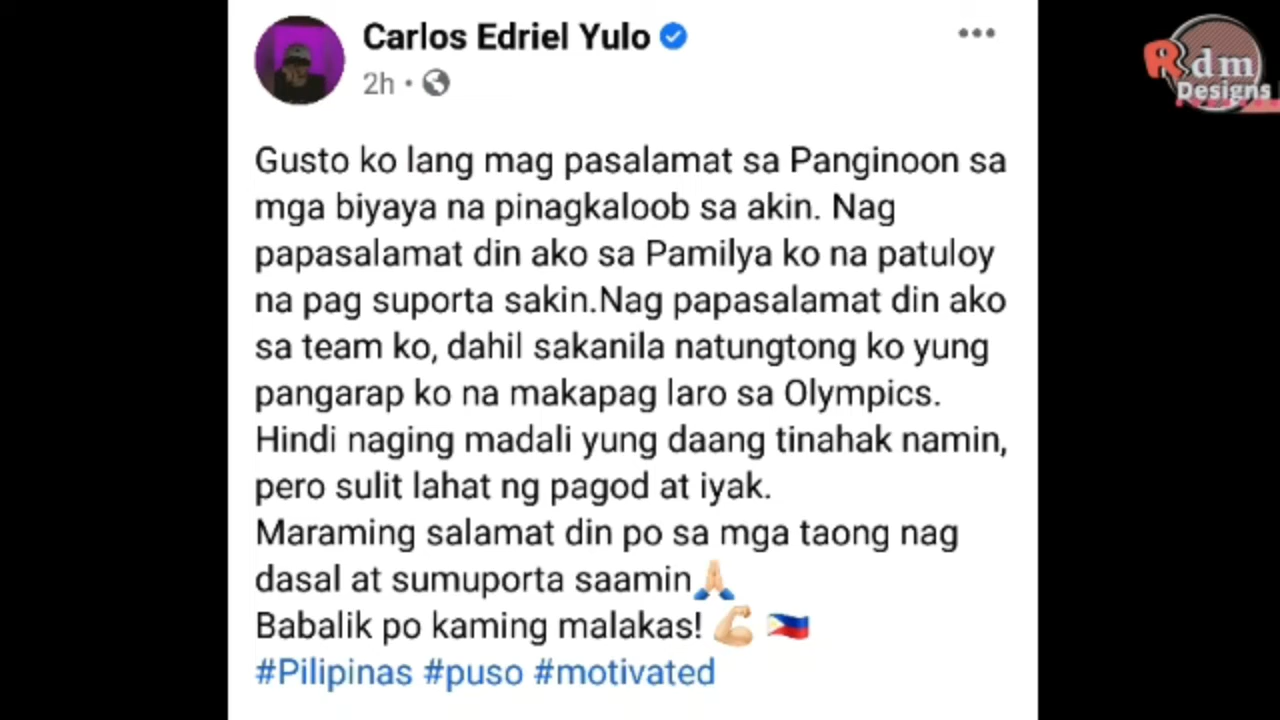 Carlos Edriel Yulo
2h
Gusto ko lang mag pasalamat sa Panginoon sa
mga biyaya na pinagkaloob sa akin. Nag
papasalamat din ako sa Pamilya ko na patuloy
na pag suporta sakin.Nag papasalamat din ako
sa team ko, dahil sakanila natungtong ko yung
pangarap ko na makapag laro sa Olympics.
Hindi naging madali yung daang tinahak namin,
pero sulit lahat ng pagod at iyak.
Maraming salamat din po sa mga taong nag
dasal at sumuporta saamin🙏🏻
Babalik po kaming malakas! 💪🏻 🇵🇭
#Pilipinas #puso #motivated
Rdm
Designs